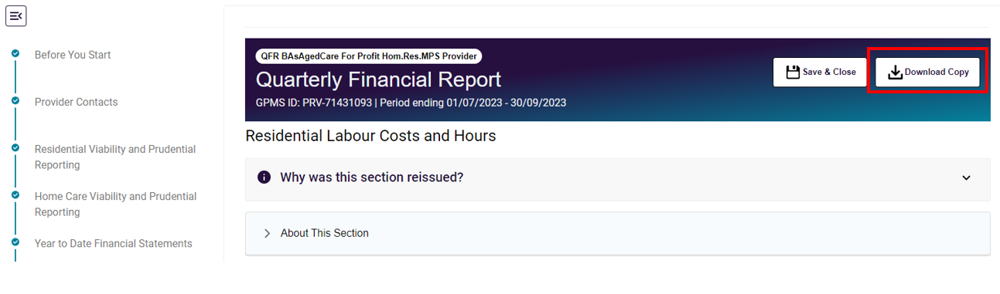 Before You Start
Provider Contacts
Residential Viability and Prudential
Reporting
Home Care Viability and Prudential
Reporting
Year to Date Financial Statements
QFR BAsAgedCare For Profit Hom.Res.MPS Provider
Quarterly Financial Report
GPMS ID: PRV-71431093 | Period ending 01/07/2023 - 30/09/2023
Save & Close
Download Copy
Residential Labour Costs and Hours
Why was this section reissued?
About This Section